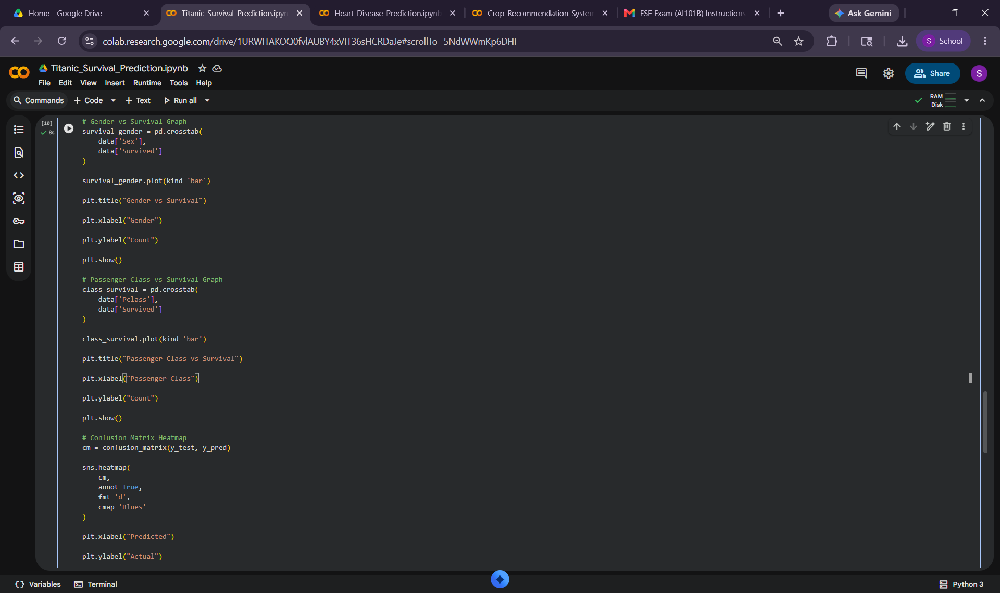 Home - Google Drive
Titanic_Survival_Prediction.ipyn
Heart_Disease_Prediction.ipynb
Crop_Recommendation_System
ESE Exam (AI101B) Instructions
Ask Gemini
colab.research.google.com/drive/1URWITAKOQ0fvlAUBY4xVIT36sHCRDaJe#scrollTo=5NdWWmKp6DHI
S School
Titanic_Survival_Prediction.ipynb
File Edit View Insert Runtime Tools Help
Share
S
Commands + Code + Text Run all
RAM
Disk
[10]
8s
# Gender vs Survival Graph
survival_gender = pd.crosstab(
data['Sex'],
data['Survived']
)
survival_gender.plot(kind='bar')
plt.title("Gender vs Survival")
plt.xlabel("Gender")
plt.ylabel("Count")
plt.show()
# Passenger Class vs Survival Graph
class_survival = pd.crosstab(
data['Pclass'],
data['Survived']
)
class_survival.plot(kind='bar')
plt.title("Passenger Class vs Survival")
plt.xlabel("Passenger Class")
plt.ylabel("Count")
plt.show()
# Confusion Matrix Heatmap
cm = confusion_matrix(y_test, y_pred)
sns.heatmap(
cm,
annot=True,
fmt='d',
cmap='Blues'
)
plt.xlabel("Predicted")
plt.ylabel("Actual")
Variables Terminal
Python 3